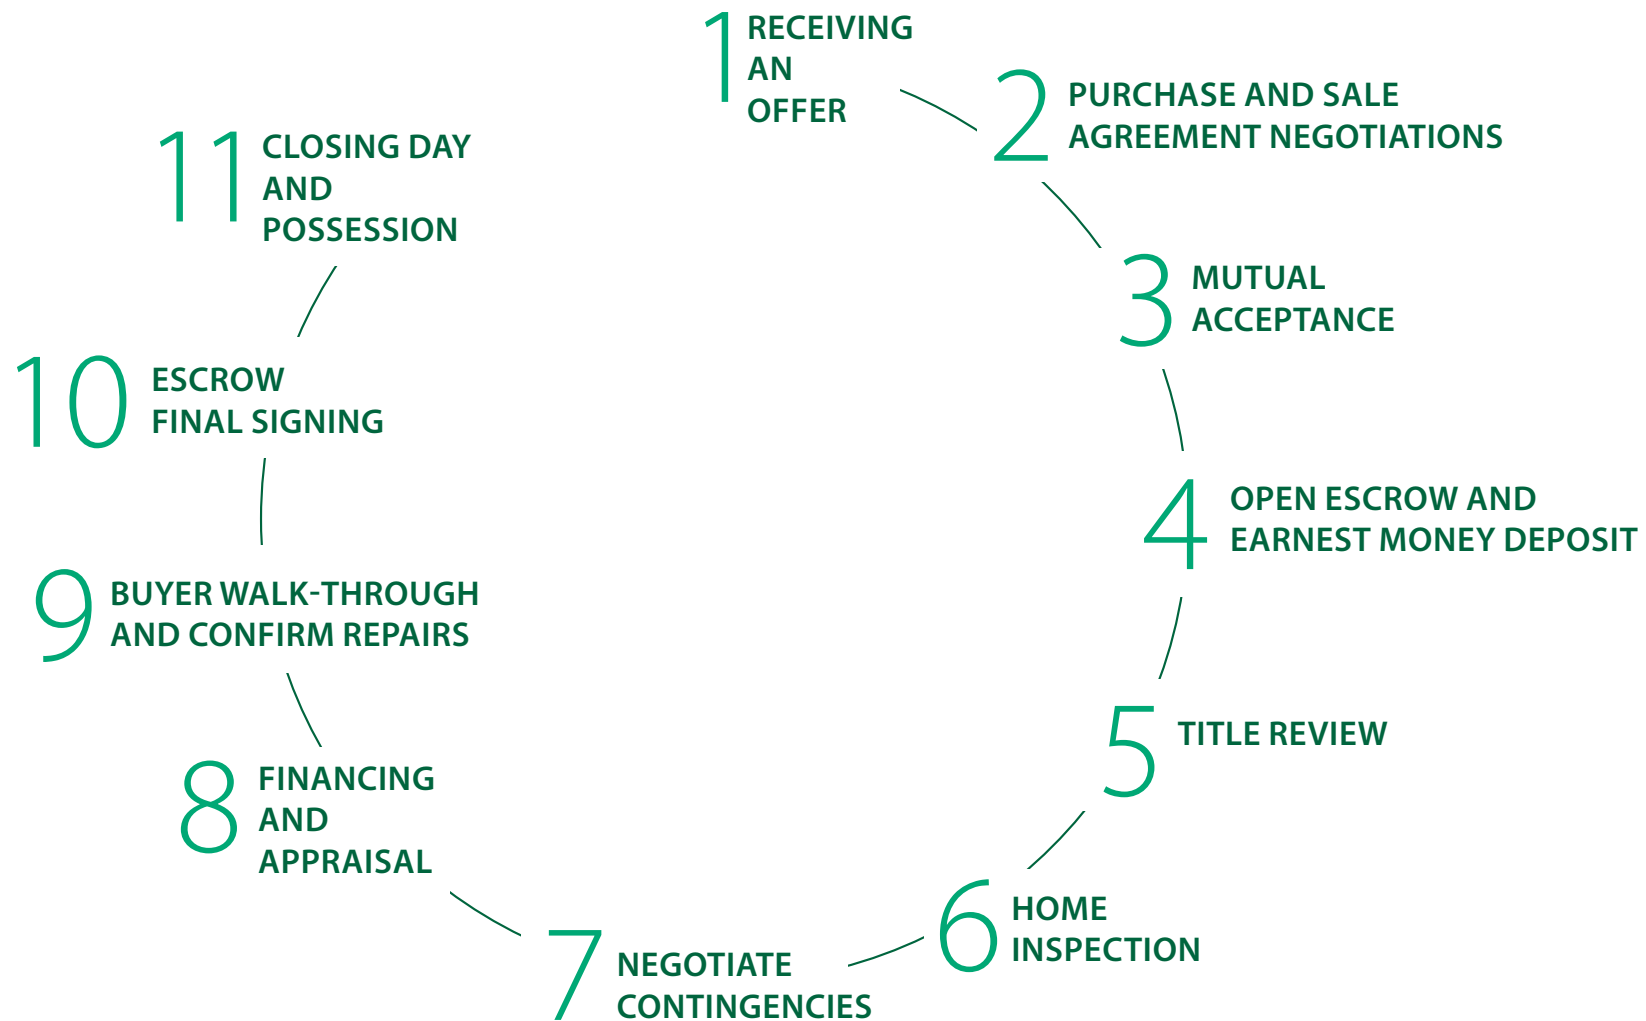 1
RECEIVING
AN
OFFER
2
PURCHASE AND SALE
AGREEMENT NEGOTIATIONS
3
MUTUAL
ACCEPTANCE
4
OPEN ESCROW AND
EARNEST MONEY DEPOSIT
5
TITLE REVIEW
6
HOME
INSPECTION
7
NEGOTIATE
CONTINGENCIES
8
FINANCING
AND
APPRAISAL
9
BUYER WALK-THROUGH
AND CONFIRM REPAIRS
10
ESCROW
FINAL SIGNING
11
CLOSING DAY
AND
POSSESSION